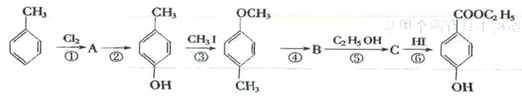 CH₃ Cl₂ ① A ② CH₃ OH CH₃I ③ OCH₃ CH₃ ④ B C₂H₅OH ⑤ C HI ⑥ COOC₂H₅ OH